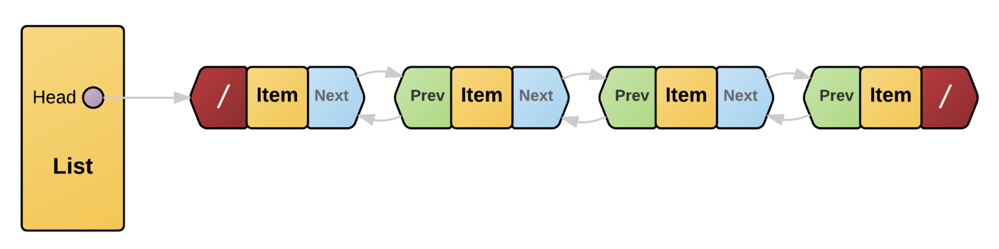 Head
List
/ Item Next
Prev Item Next
Prev Item Next
Prev Item /